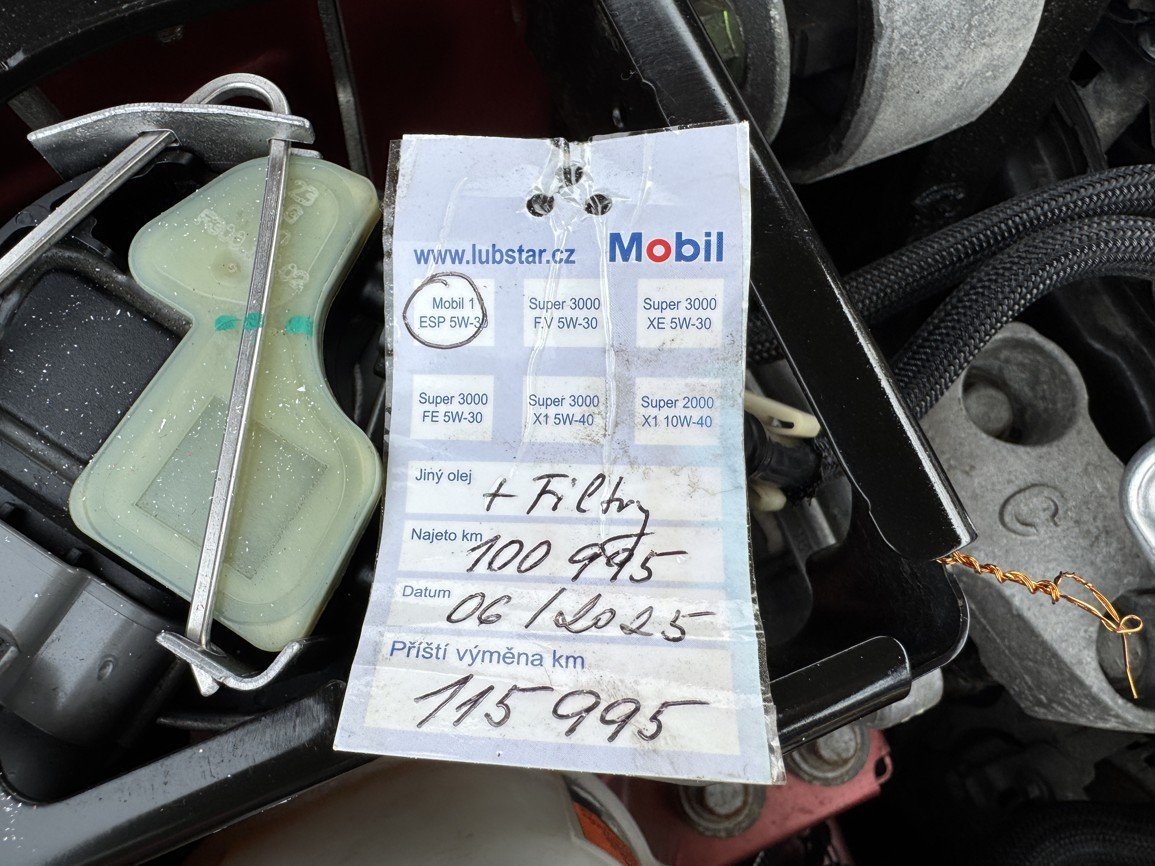 www.lubstar.cz Mobil
Mobil 1 Super 3000 Super 3000
ESP 5W-30 F.V 5W-30 XE 5W-30
Super 3000 Super 3000 Super 2000
FE 5W-30 X1 5W-40 X1 10W-40
Jiný olej + Filtry
Najeto km 100 995
Datum 06/2025
Příští výměna km
115 995